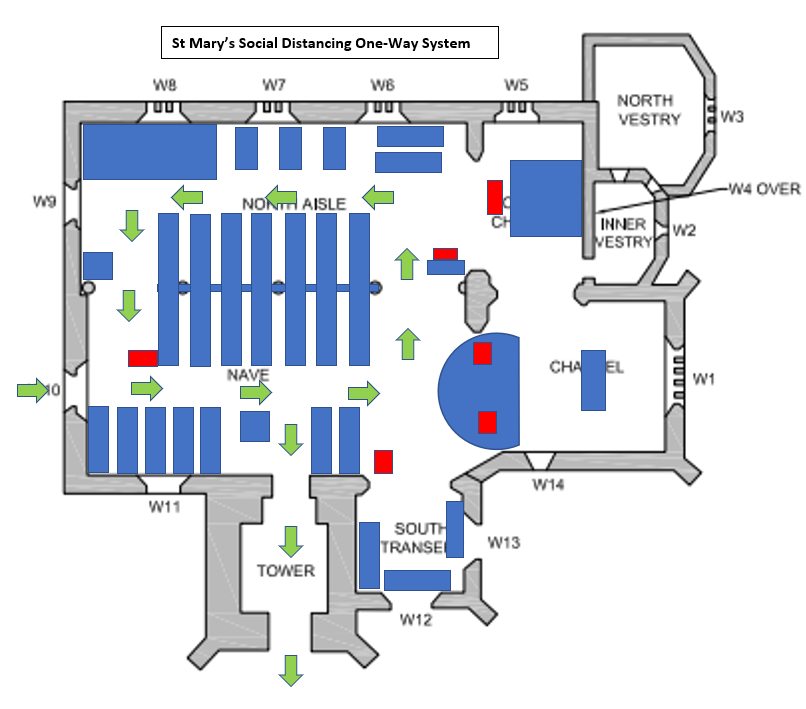 St Mary's Social Distancing One-Way System
W8
W7
W6
W5
NORTH
VESTRY
W3
W4 OVER
W9
NORTH AISLE
INNER
VESTRY
W2
NAVE
10
W1
W11
W14
SOUTH
W13
TOWER
W12